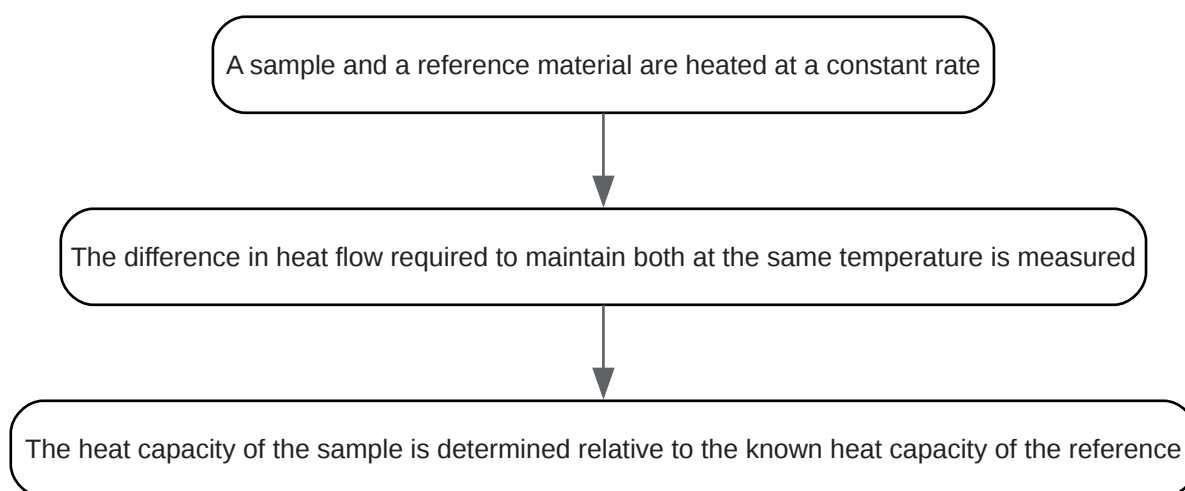 A sample and a reference material are heated at a constant rate
The difference in heat flow required to maintain both at the same temperature is measured
The heat capacity of the sample is determined relative to the known heat capacity of the reference